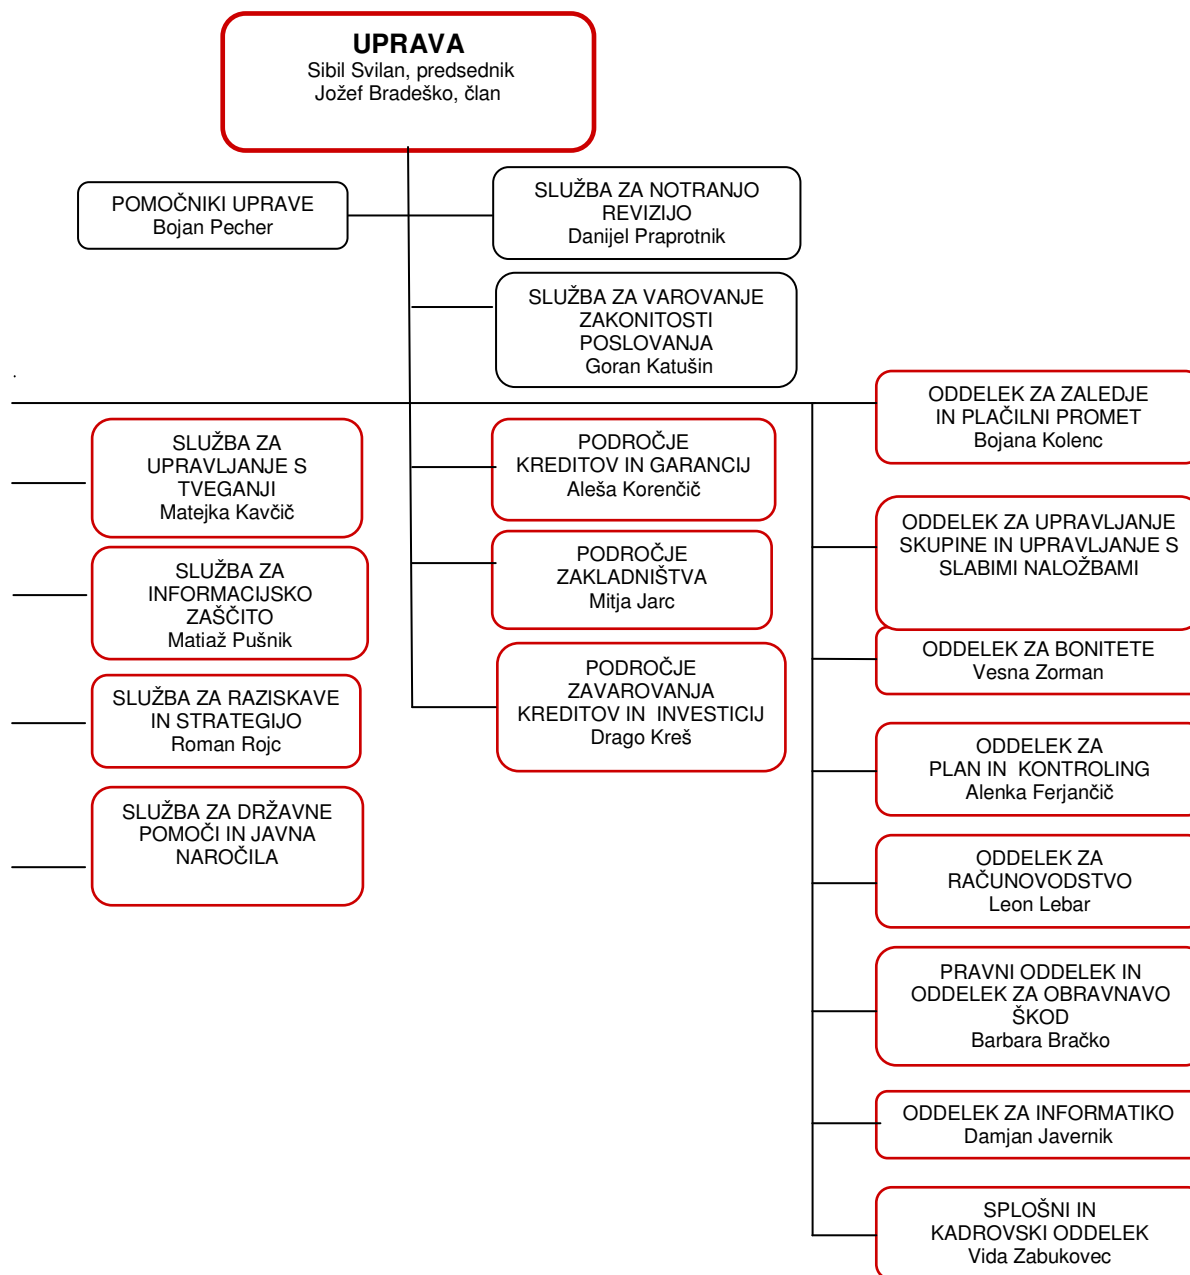 UPRAVA
Sibil Svilan, predsednik
Jožef Bradeško, član
POMOČNIKI UPRAVE
Bojan Pecher
SLUŽBA ZA NOTRANJO
REVIZIJO
Danijel Praprotnik
SLUŽBA ZA VAROVANJE
ZAKONITOSTI
POSLOVANJA
Goran Katušin
SLUŽBA ZA
UPRAVLJANJE S
TVEGANJI
Matejka Kavčič
SLUŽBA ZA
INFORMACIJSKO
ZAŠČITO
Matiaž Pušnik
SLUŽBA ZA RAZISKAVE
IN STRATEGIJO
Roman Rojc
SLUŽBA ZA DRŽAVNE
POMOČI IN JAVNA
NAROČILA
PODROČJE
KREDITOV IN GARANCIJ
Aleša Korenčič
PODROČJE
ZAKLADNIŠTVA
Mitja Jarc
PODROČJE
ZAVAROVANJA
KREDITOV IN INVESTICIJ
Drago Kreš
ODDELEK ZA ZALEDJE
IN PLAČILNI PROMET
Bojana Kolenc
ODDELEK ZA UPRAVLJANJE
SKUPINE IN UPRAVLJANJE S
SLABIMI NALOŽBAMI
ODDELEK ZA BONITETE
Vesna Zorman
ODDELEK ZA
PLAN IN KONTROLING
Alenka Ferjančič
ODDELEK ZA
RAČUNOVODSTVO
Leon Lebar
PRAVNI ODDELEK IN
ODDELEK ZA OBRAVNAVO
ŠKOD
Barbara Bračko
ODDELEK ZA INFORMATIKO
Damjan Javernik
SPLOŠNI IN
KADROVSKI ODDELEK
Vida Zabukovec